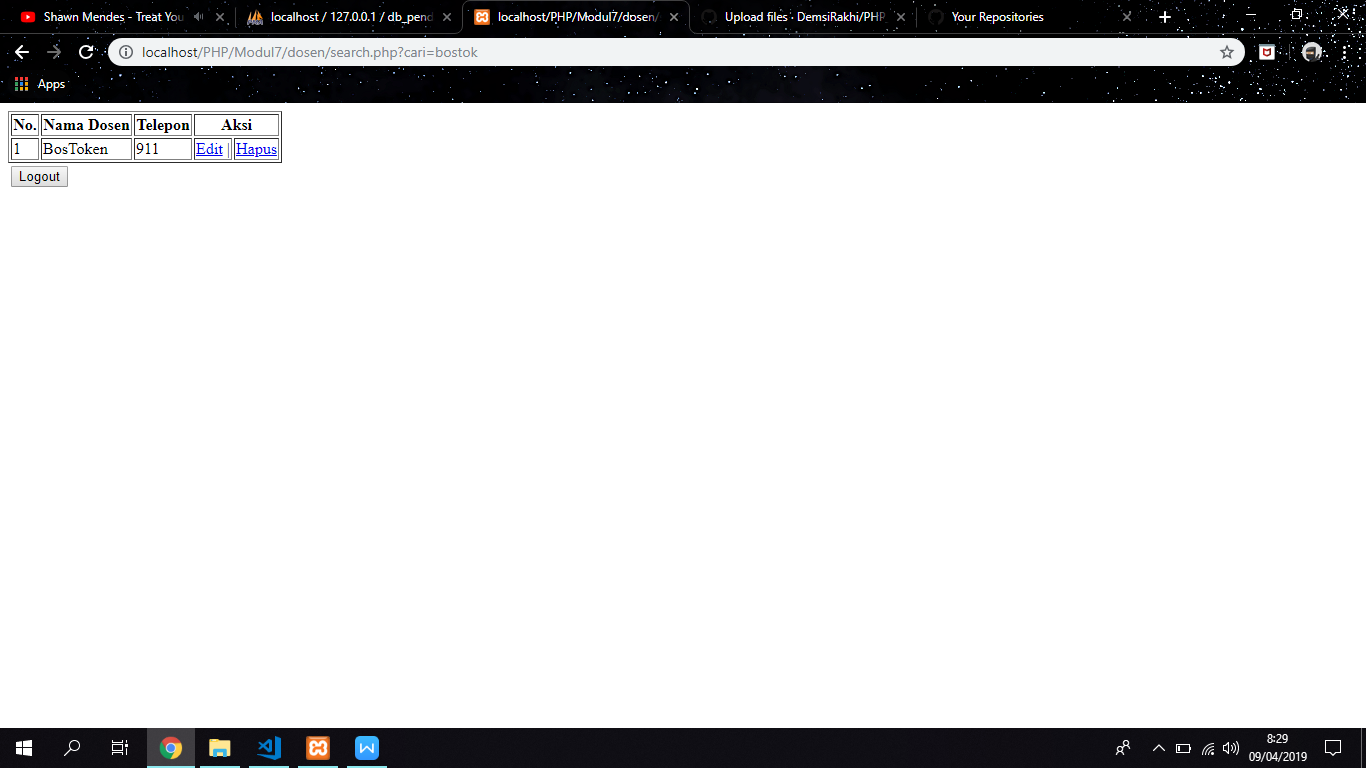 Shawn Mendes - Treat You
localhost / 127.0.0.1 / db_pend
localhost/PHP/Modul7/dosen/
Upload files · DemsiRakhi/PHP
Your Repositories
localhost/PHP/Modul7/dosen/search.php?cari=bostok
Apps
No. Nama Dosen Telepon Aksi
1 BosToken 911 Edit | Hapus
Logout
8:29
09/04/2019